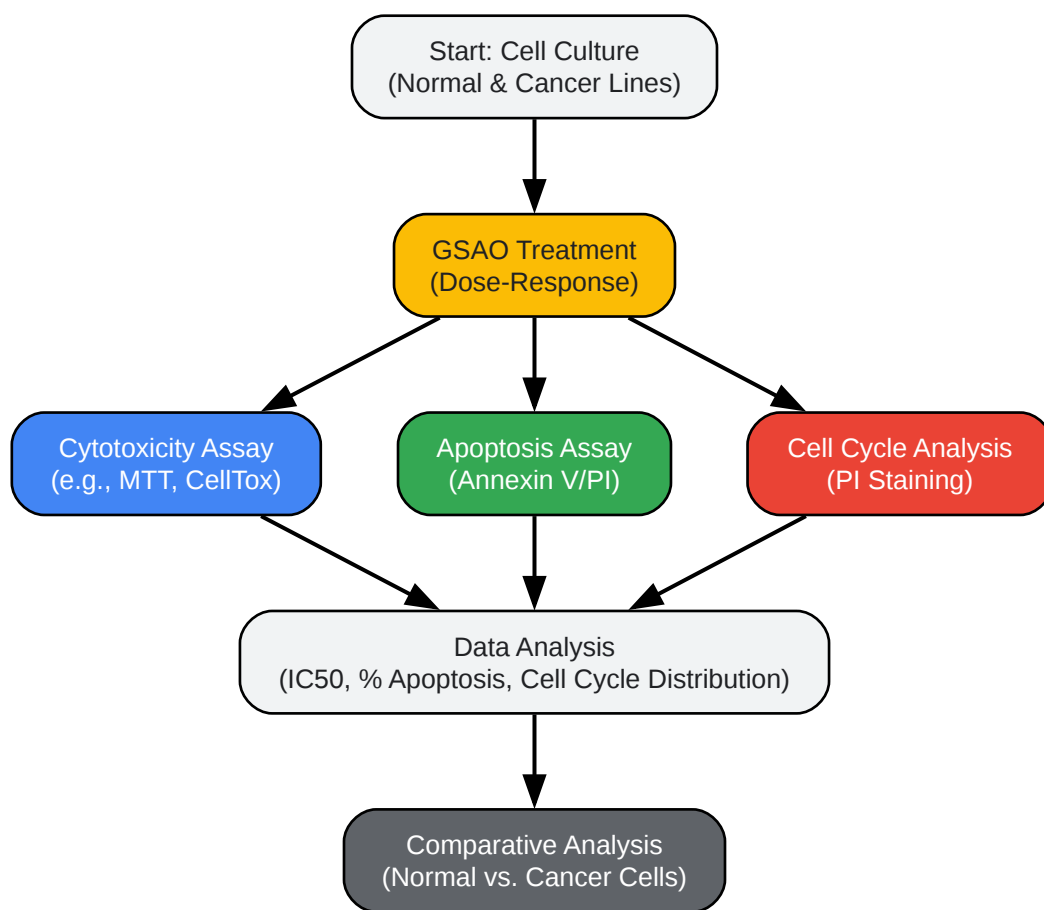 Start: Cell Culture
(Normal & Cancer Lines)
GSAO Treatment
(Dose-Response)
Cytotoxicity Assay
(e.g., MTT, CellTox)
Apoptosis Assay
(Annexin V/PI)
Cell Cycle Analysis
(PI Staining)
Data Analysis
(IC50, % Apoptosis, Cell Cycle Distribution)
Comparative Analysis
(Normal vs. Cancer Cells)